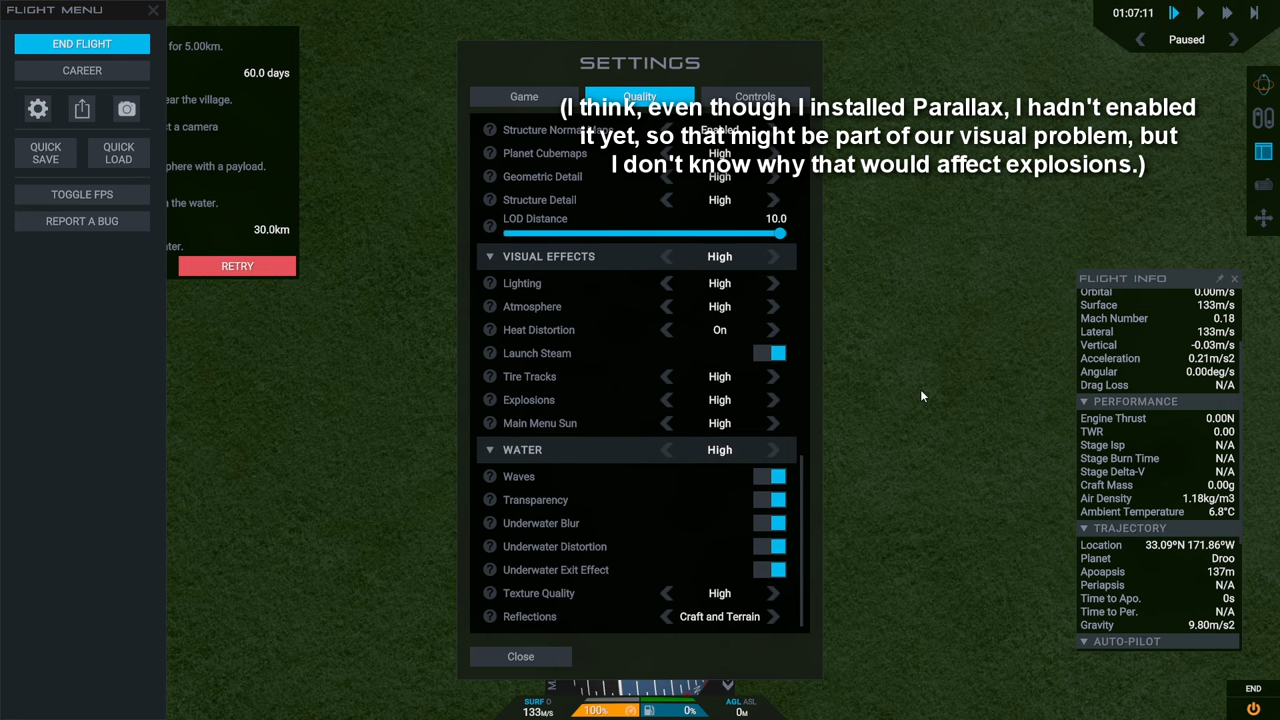 FLIGHT MENU
END FLIGHT
CAREER
QUICK SAVE
QUICK LOAD
TOGGLE FPS
REPORT A BUG
for 5.00km.
60.0 days
ear the village.
t a camera
sphere with a payload.
n the water.
30.0km
ter.
RETRY
SETTINGS
Game
Quality
Controls
(I think, even though I installed Parallax, I hadn't enabled
it yet, so that might be part of our visual problem, but
I don't know why that would affect explosions.)
Structure Normal Maps Enabled
Planet Cubemaps High
Geometric Detail High
Structure Detail High
LOD Distance 10.0
VISUAL EFFECTS High
Lighting High
Atmosphere High
Heat Distortion On
Launch Steam
Tire Tracks High
Explosions High
Main Menu Sun High
WATER High
Waves
Transparency
Underwater Blur
Underwater Distortion
Underwater Exit Effect
Texture Quality High
Reflections Craft and Terrain
Close
01:07:11
Paused
FLIGHT INFO
Orbital 0.00m/s
Surface 133m/s
Mach Number 0.18
Lateral 133m/s
Vertical -0.03m/s
Acceleration 0.21m/s2
Angular 0.00deg/s
Drag Loss N/A
PERFORMANCE
Engine Thrust 0.00N
TWR 0.00
Stage Isp N/A
Stage Burn Time N/A
Stage Delta-V N/A
Craft Mass 0.00g
Air Density 1.18kg/m3
Ambient Temperature 6.8°C
TRAJECTORY
Location 33.09ºN 171.86ºW
Planet Droo
Apoapsis 137m
Periapsis N/A
Time to Apo. 0s
Time to Per. N/A
Gravity 9.80m/s2
AUTO-PILOT
SURF
133M/S
100%
0%
AGL ASL
0M
END